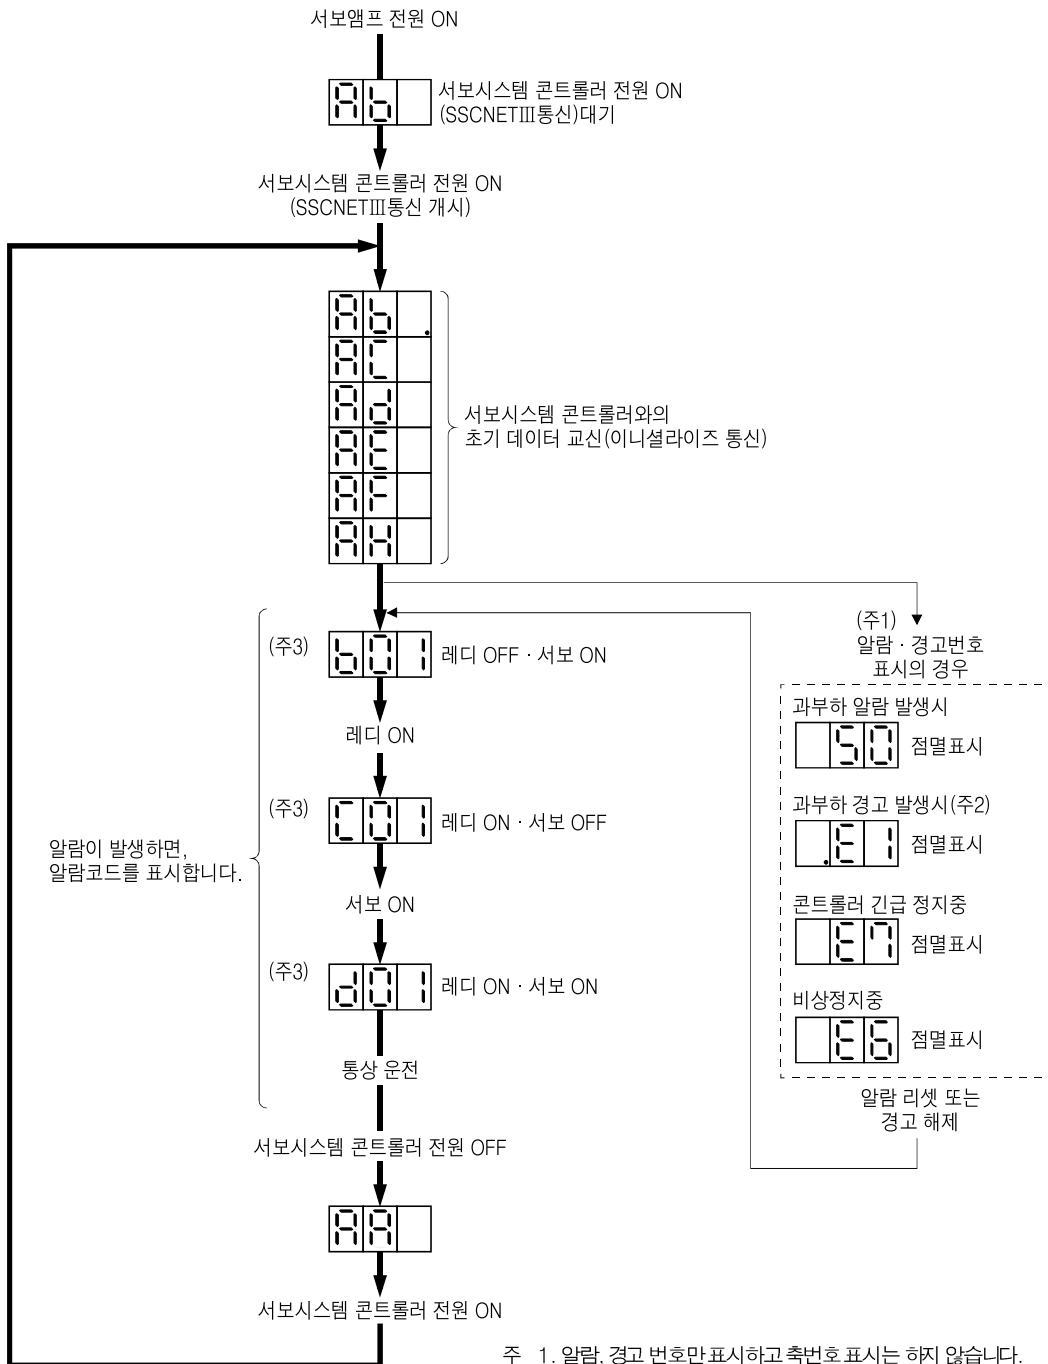 서보앰프 전원 ON
Ab
서보시스템 콘트롤러 전원 ON
(SSCNETⅢ통신)대기
서보시스템 콘트롤러 전원 ON
(SSCNETⅢ통신 개시)
Ab.
AC
Ad
AE
AF
AH
서보시스템 콘트롤러와의
초기 데이터 교신(이니셜라이즈 통신)
(주1)
알람 · 경고번호
표시의 경우
(주3)
b01
레디 OFF · 서보 ON
레디 ON
(주3)
C01
레디 ON · 서보 OFF
알람이 발생하면,
알람코드를 표시합니다.
서보 ON
(주3)
d01
레디 ON · 서보 ON
통상 운전
과부하 알람 발생시
50
점멸표시
과부하 경고 발생시(주2)
.E1
점멸표시
콘트롤러 긴급 정지중
E7
점멸표시
비상정지중
E6
점멸표시
알람 리셋 또는
경고 해제
서보시스템 콘트롤러 전원 OFF
AA
서보시스템 콘트롤러 전원 ON
주 1. 알람, 경고 번호만 표시하고 축번호 표시는 하지 않습니다.